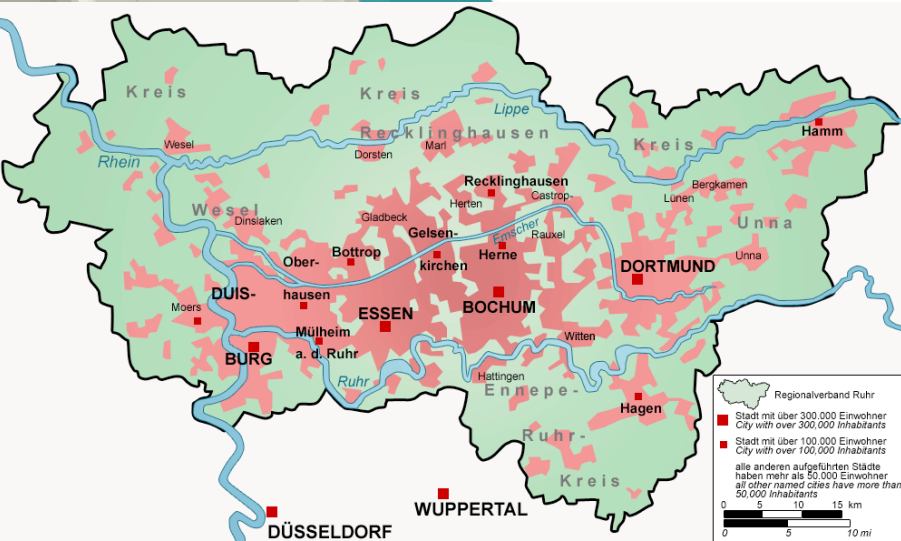 Kreis
Kreis
Lippe
Hamm
Recklinghausen
Kreis
Wesel
Marl
Rhein
Dorsten
Recklinghausen
Bergkamen
Castrop-
Lünen
Herten
Wesel
Gladbeck
Dinslaken
Unna
Gelsen-
Emscher
Rauxel
Bottrop
Herne
Unna
Ober-
kirchen
DORTMUND
DUIS-
hausen
BOCHUM
Moers
ESSEN
Mülheim
Witten
BURG
a. d. Ruhr
Hattingen
Ruhr
Ennepe-
Hagen
Ruhr-
Kreis
WUPPERTAL
DÜSSELDORF
Regionalverband Ruhr
Stadt mit über 300.000 Einwohner
City with over 300,000 Inhabitants
Stadt mit über 100.000 Einwohner
City with over 100,000 Inhabitants
alle anderen aufgeführten Städte
haben mehr als 50.000 Einwohner
all other named cities have more than
50,000 Inhabitants
0 5 10 15 km
0 5 10 mi